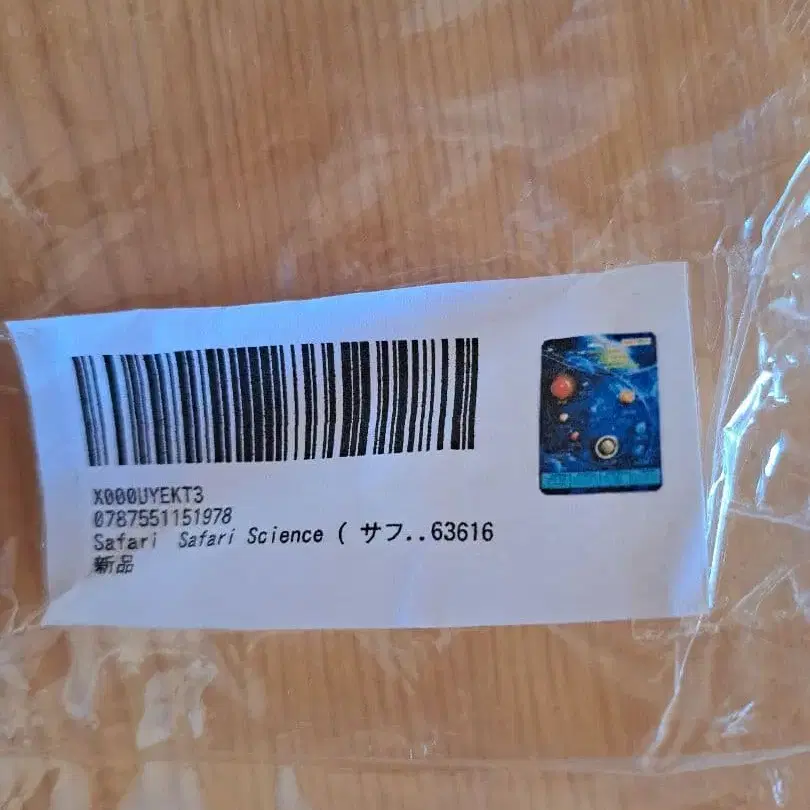 X000UYEKT3
0787551151978
Safari Safari Science ( サフ..63616
新品